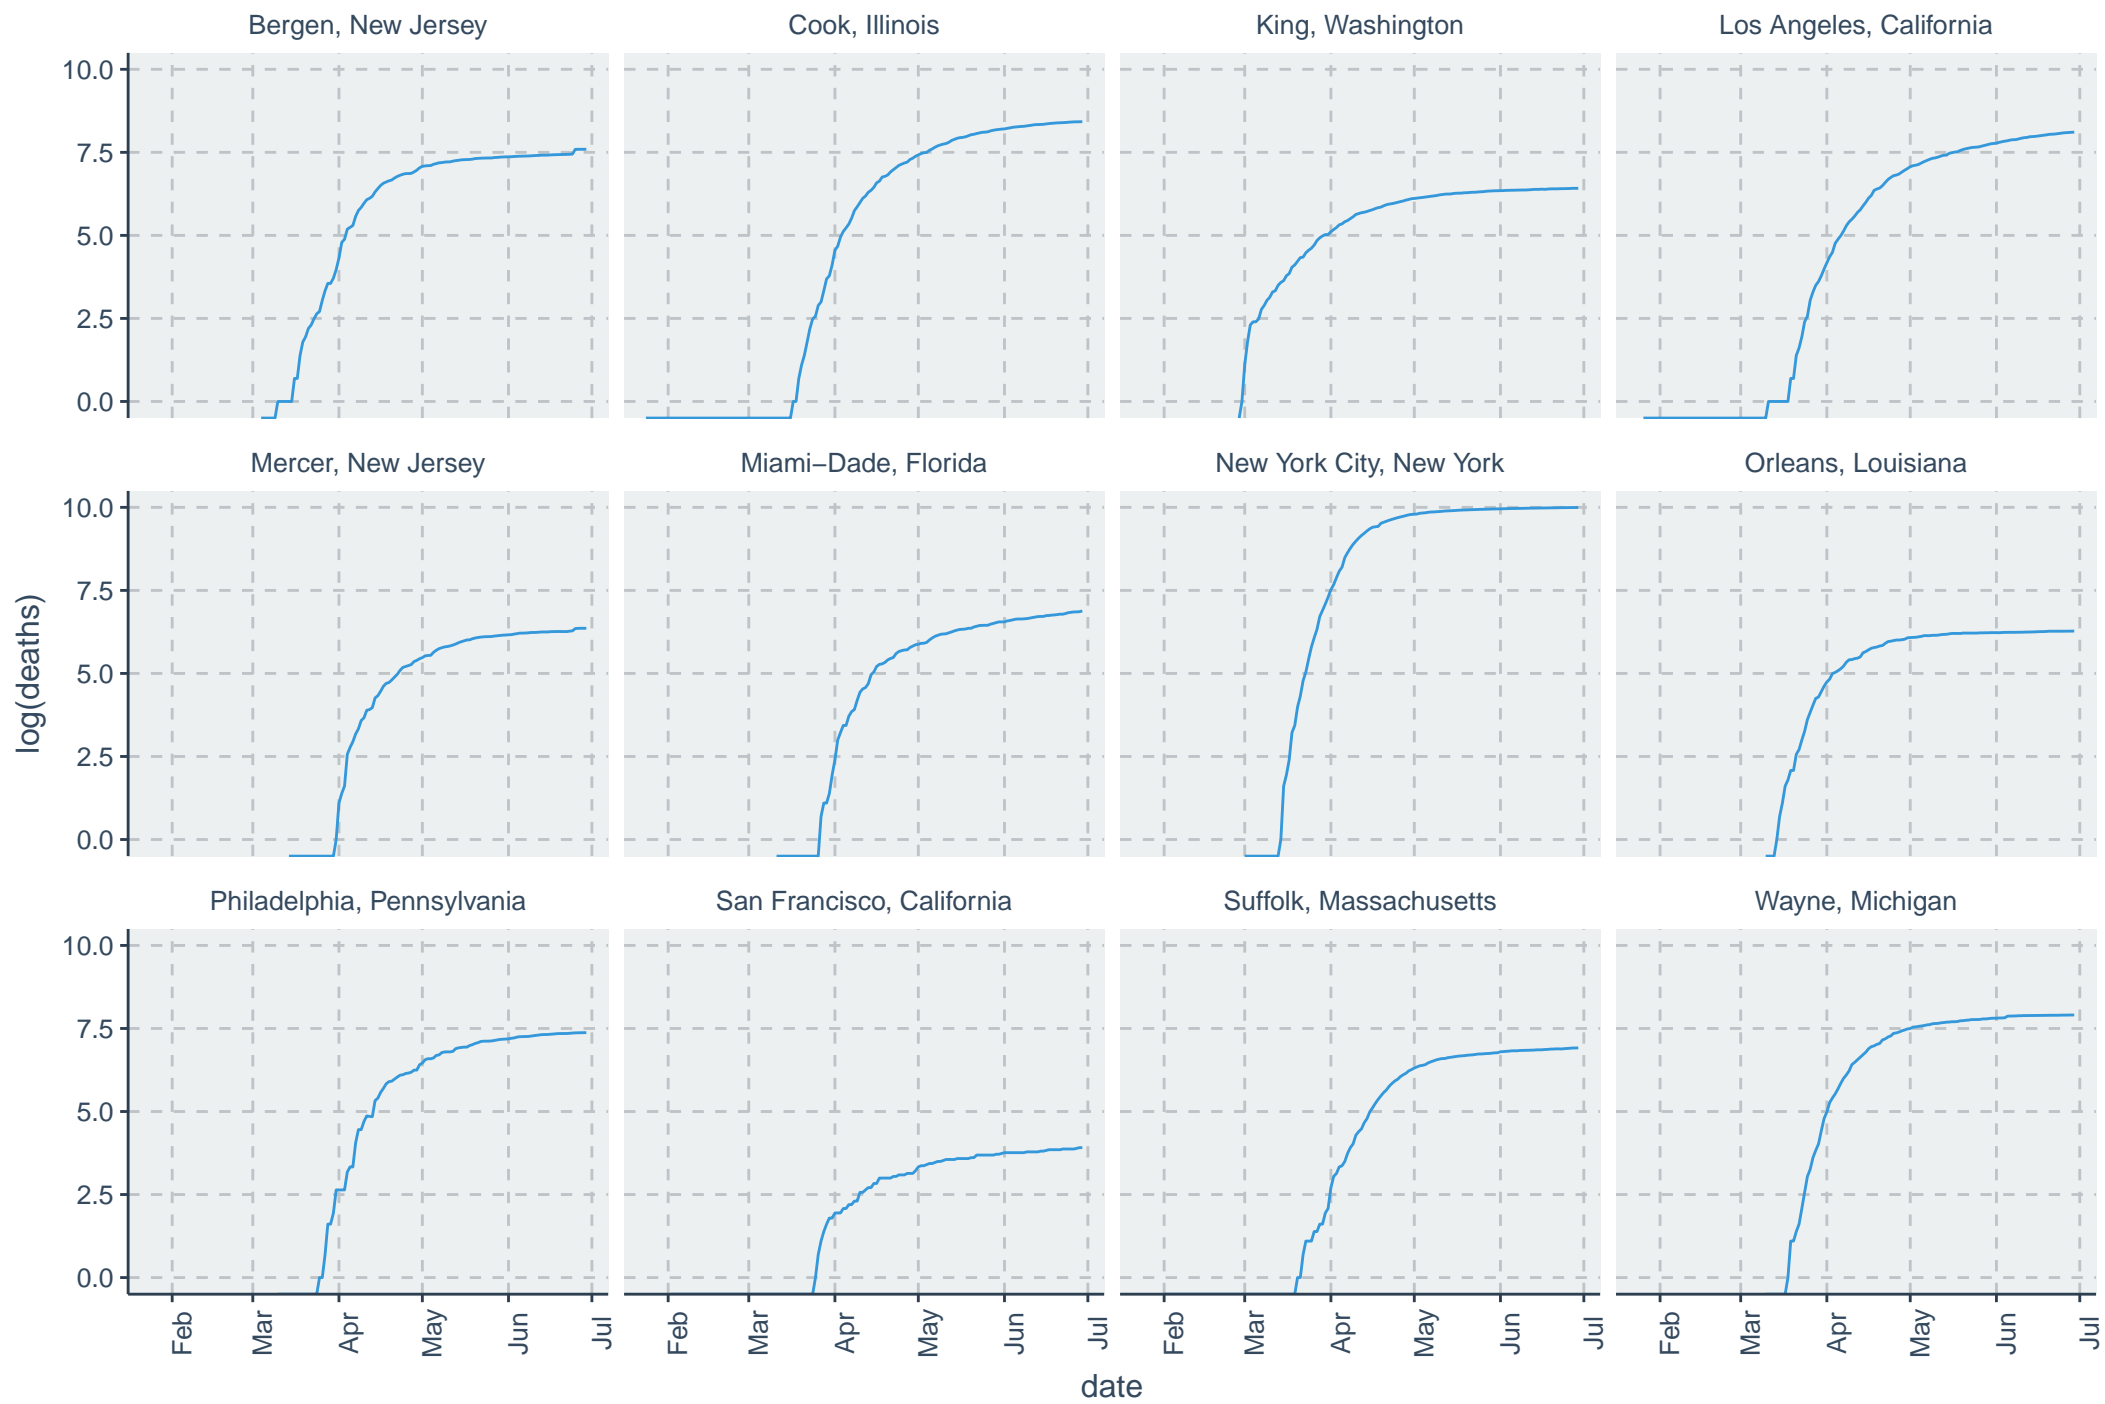 Bergen, New Jersey
Cook, Illinois
King, Washington
Los Angeles, California
10.0
7.5
5.0
2.5
0.0
Mercer, New Jersey
Miami−Dade, Florida
New York City, New York
Orleans, Louisiana
10.0
7.5
5.0
2.5
0.0
log(deaths)
Philadelphia, Pennsylvania
San Francisco, California
Suffolk, Massachusetts
Wayne, Michigan
10.0
7.5
5.0
2.5
0.0
Feb Mar Apr May Jun Jul
Feb Mar Apr May Jun Jul
Feb Mar Apr May Jun Jul
Feb Mar Apr May Jun Jul
date